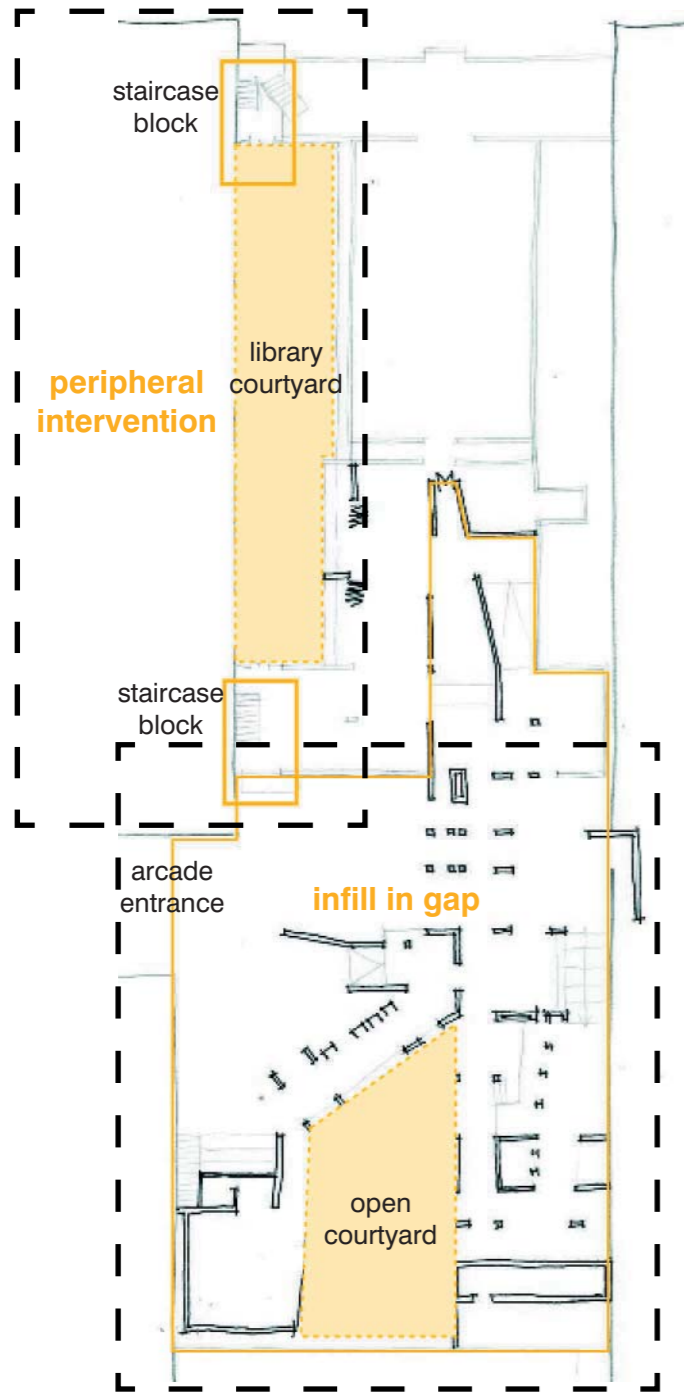 staircase
block
library
courtyard
peripheral
intervention
staircase
block
arcade
entrance
infill in gap
open
courtyard